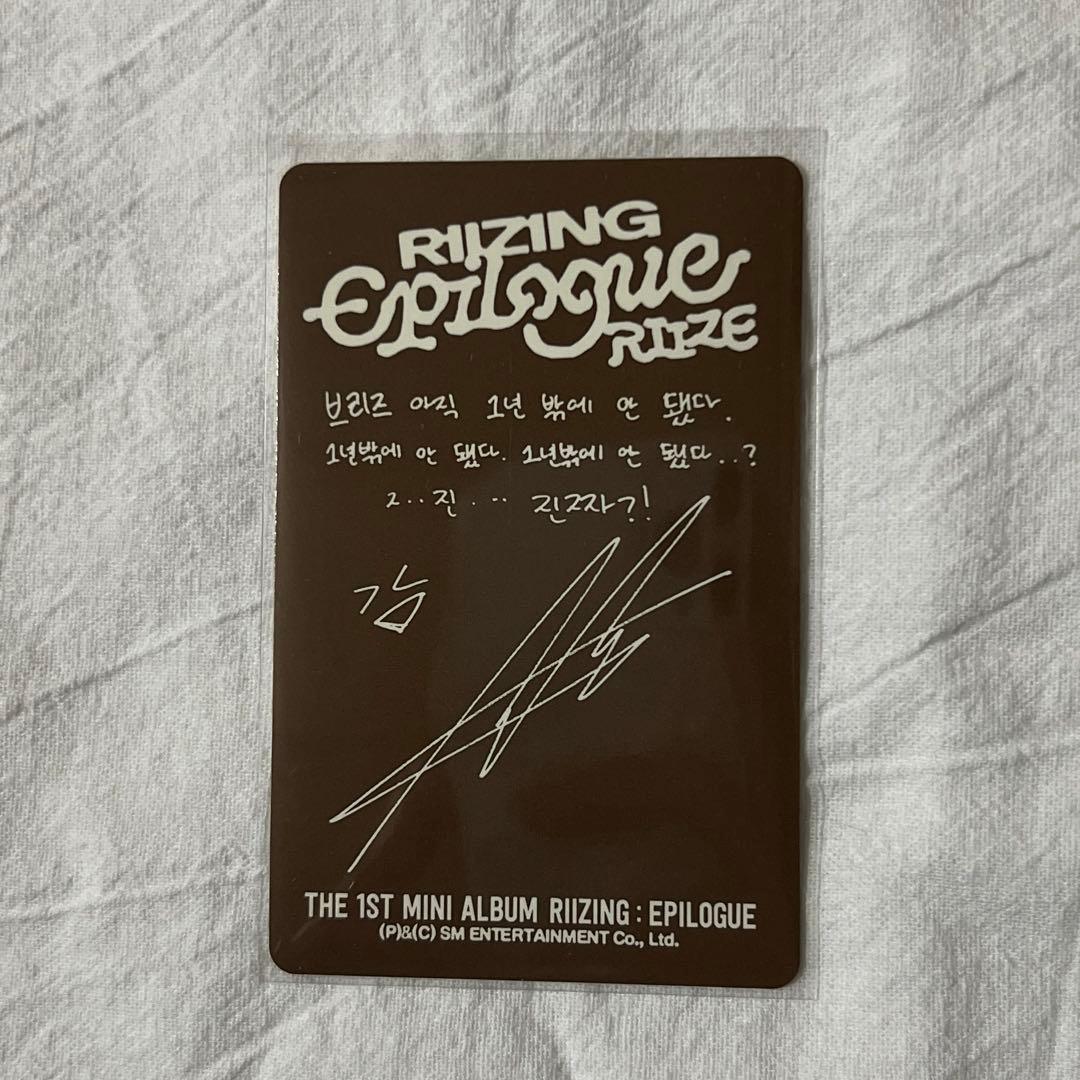 RIIZING
Epilogue
RIIZE
브리즈 아직 1년 밖에 안 됐다.
1년밖에 안 됐다. 1년밖에 안 됐다..?
ㅈ..진... 진ㅉ자?!
THE 1ST MINI ALBUM RIIZING : EPILOGUE
(P)&(C) SM ENTERTAINMENT Co., Ltd.